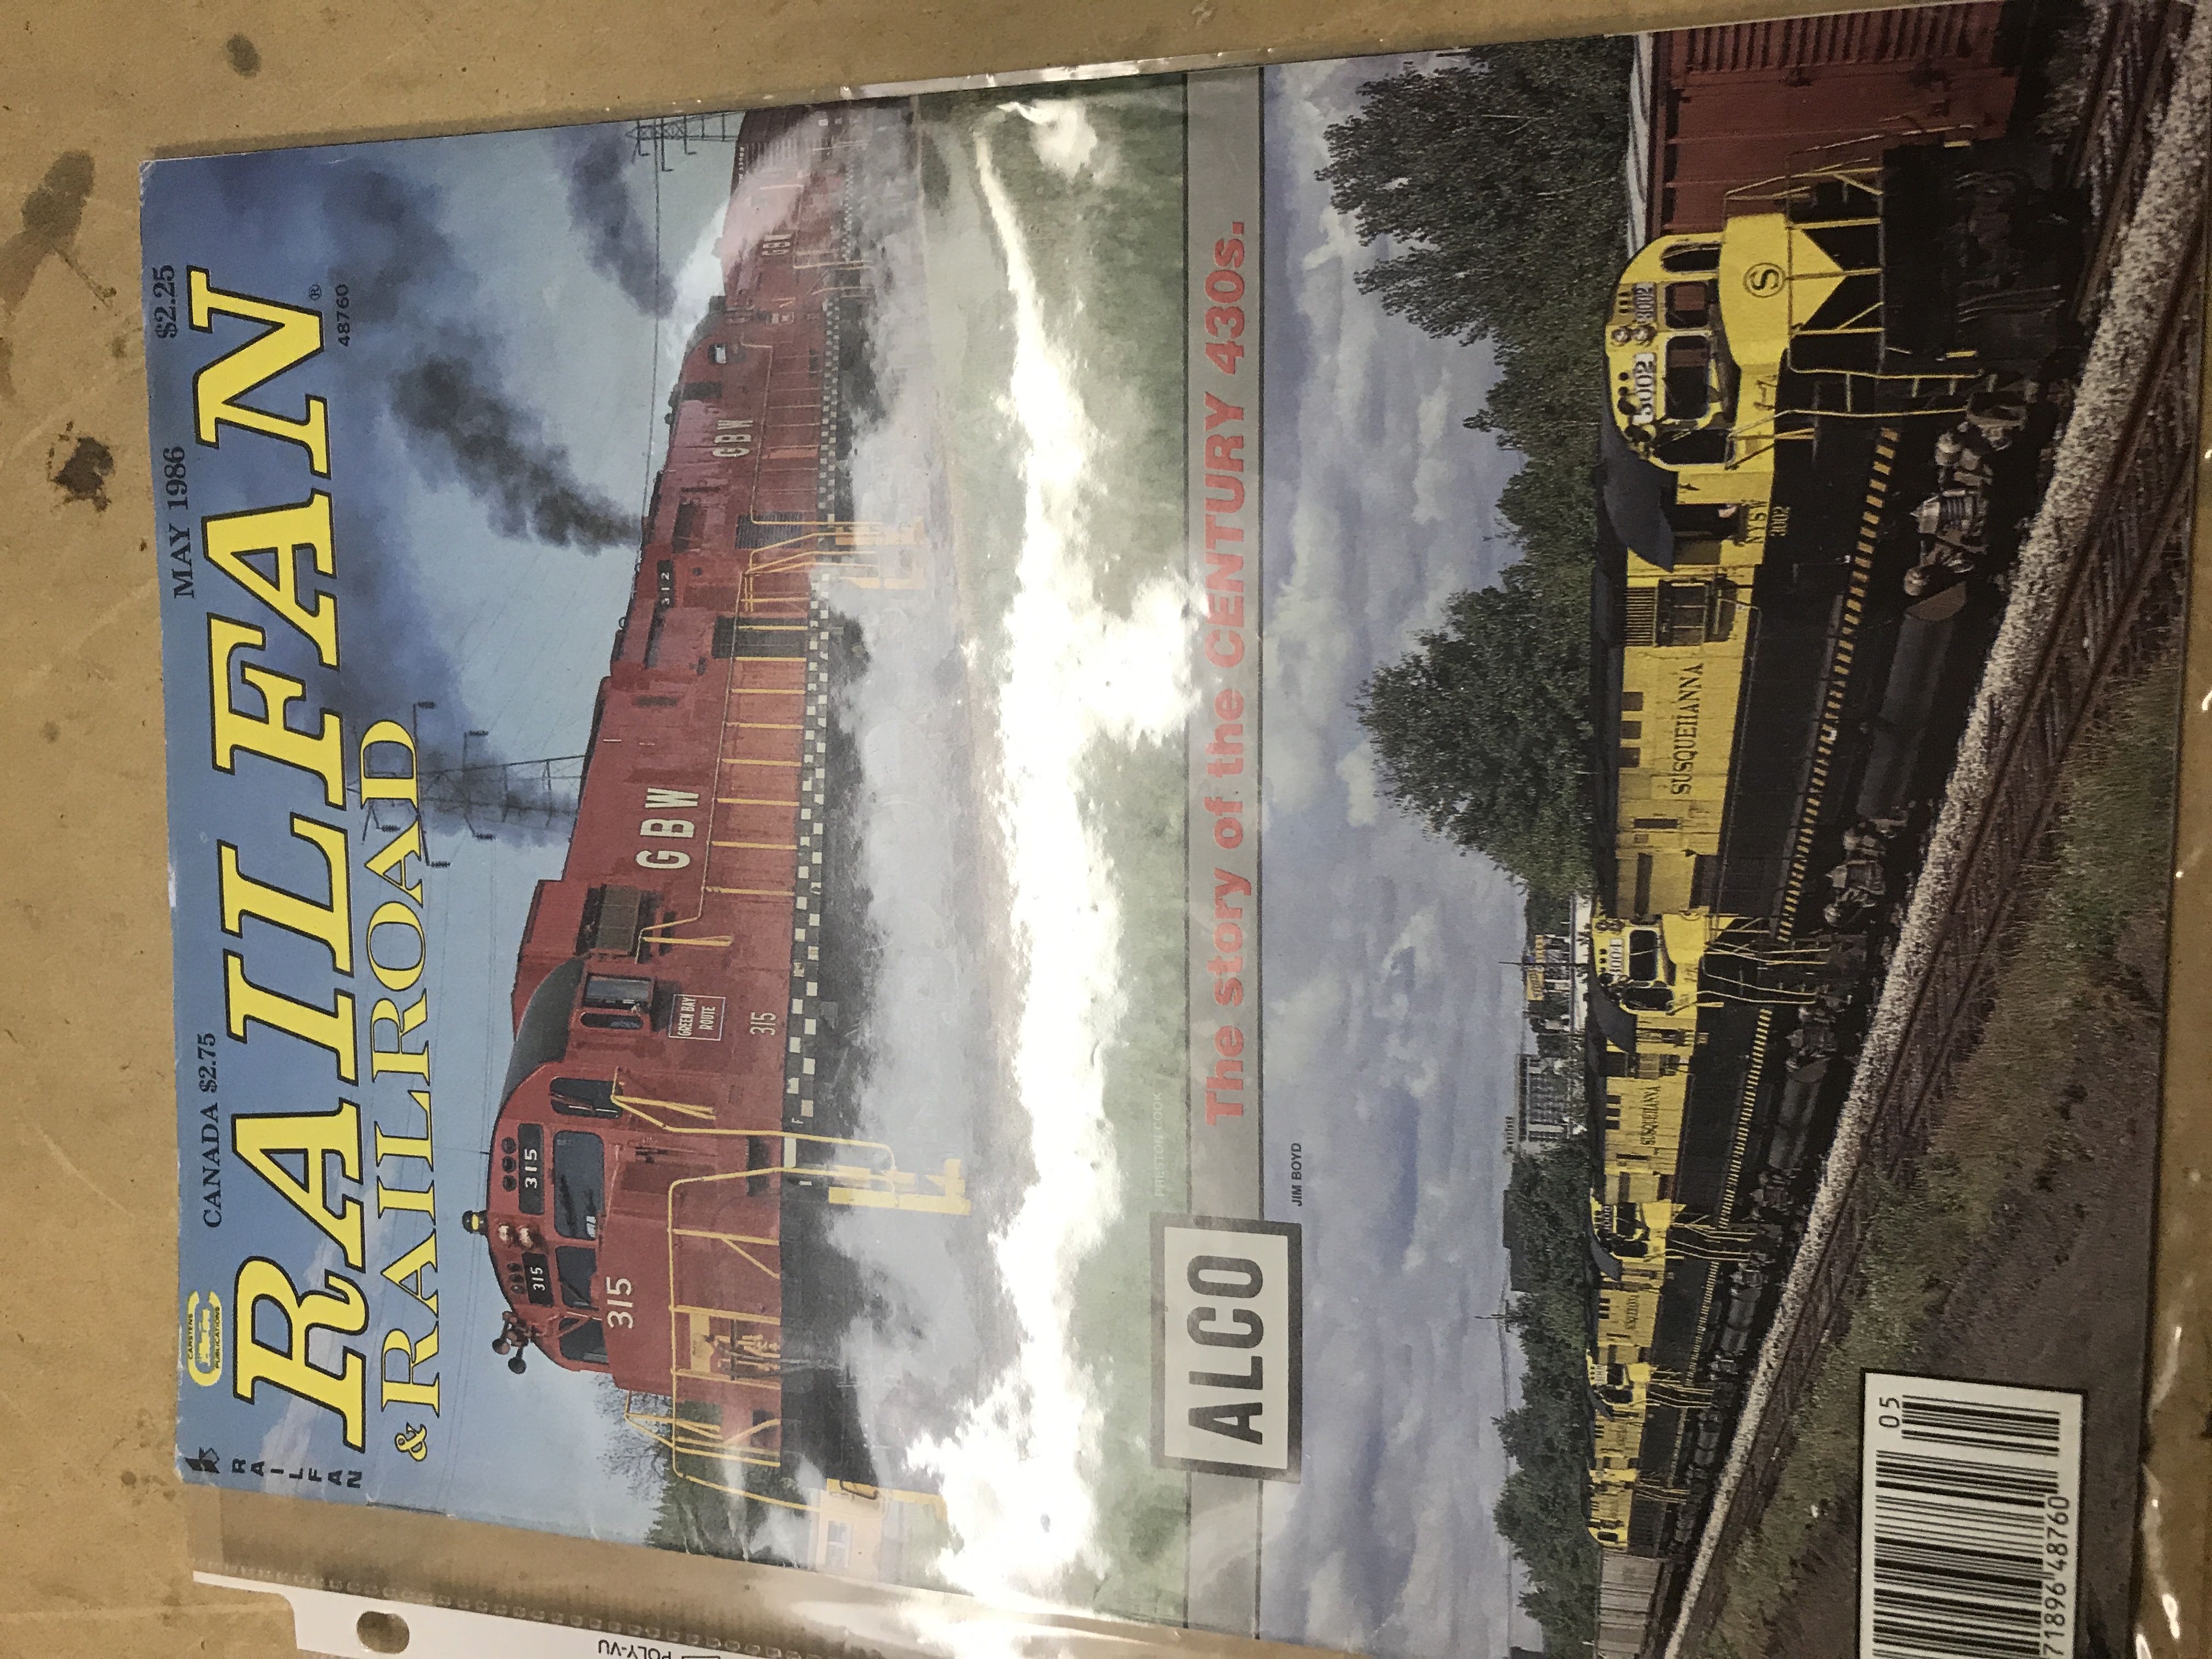 CARSTENS
PUBLICATIONS
CANADA $2.75
MAY 1986
$2.25
RAILFAN
RAILFAN
®
& RAILROAD
48760
315
315
315
GREEN BAY
ROUTE
315
GBW
312
GBW
GBW
F
PRESTON COOK
ALCO
The story of the CENTURY 430s.
JIM BOYD
SUSQUEHANNA
SUSQUEHANNA
NYSW
3002
3002
3002
S
05
71896 48760
POLY-VU